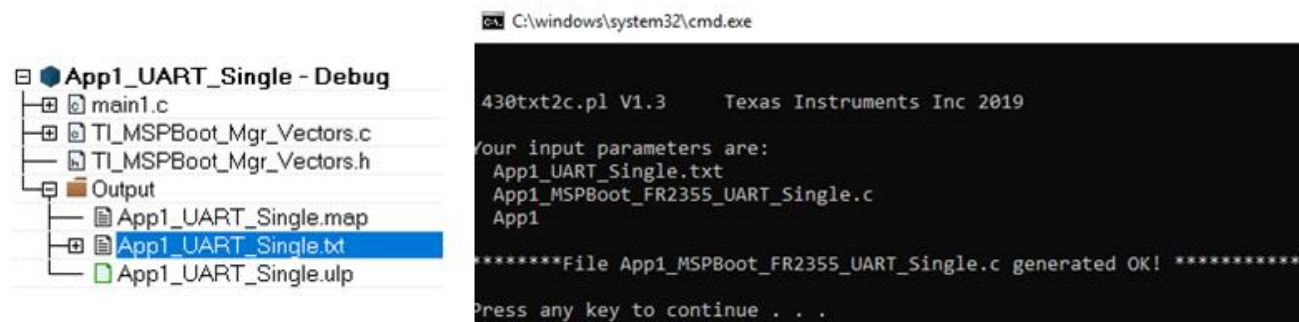 App1_UART_Single - Debug
main1.c
TI_MSPBoot_Mgr_Vectors.c
TI_MSPBoot_Mgr_Vectors.h
Output
App1_UART_Single.map
App1_UART_Single.txt
App1_UART_Single.ulp
C:\windows\system32\cmd.exe
430txt2c.pl V1.3 Texas Instruments Inc 2019
Your input parameters are:
App1_UART_Single.txt
App1_MSPBoot_FR2355_UART_Single.c
App1
********File App1_MSPBoot_FR2355_UART_Single.c generated OK! ***********
Press any key to continue . . .